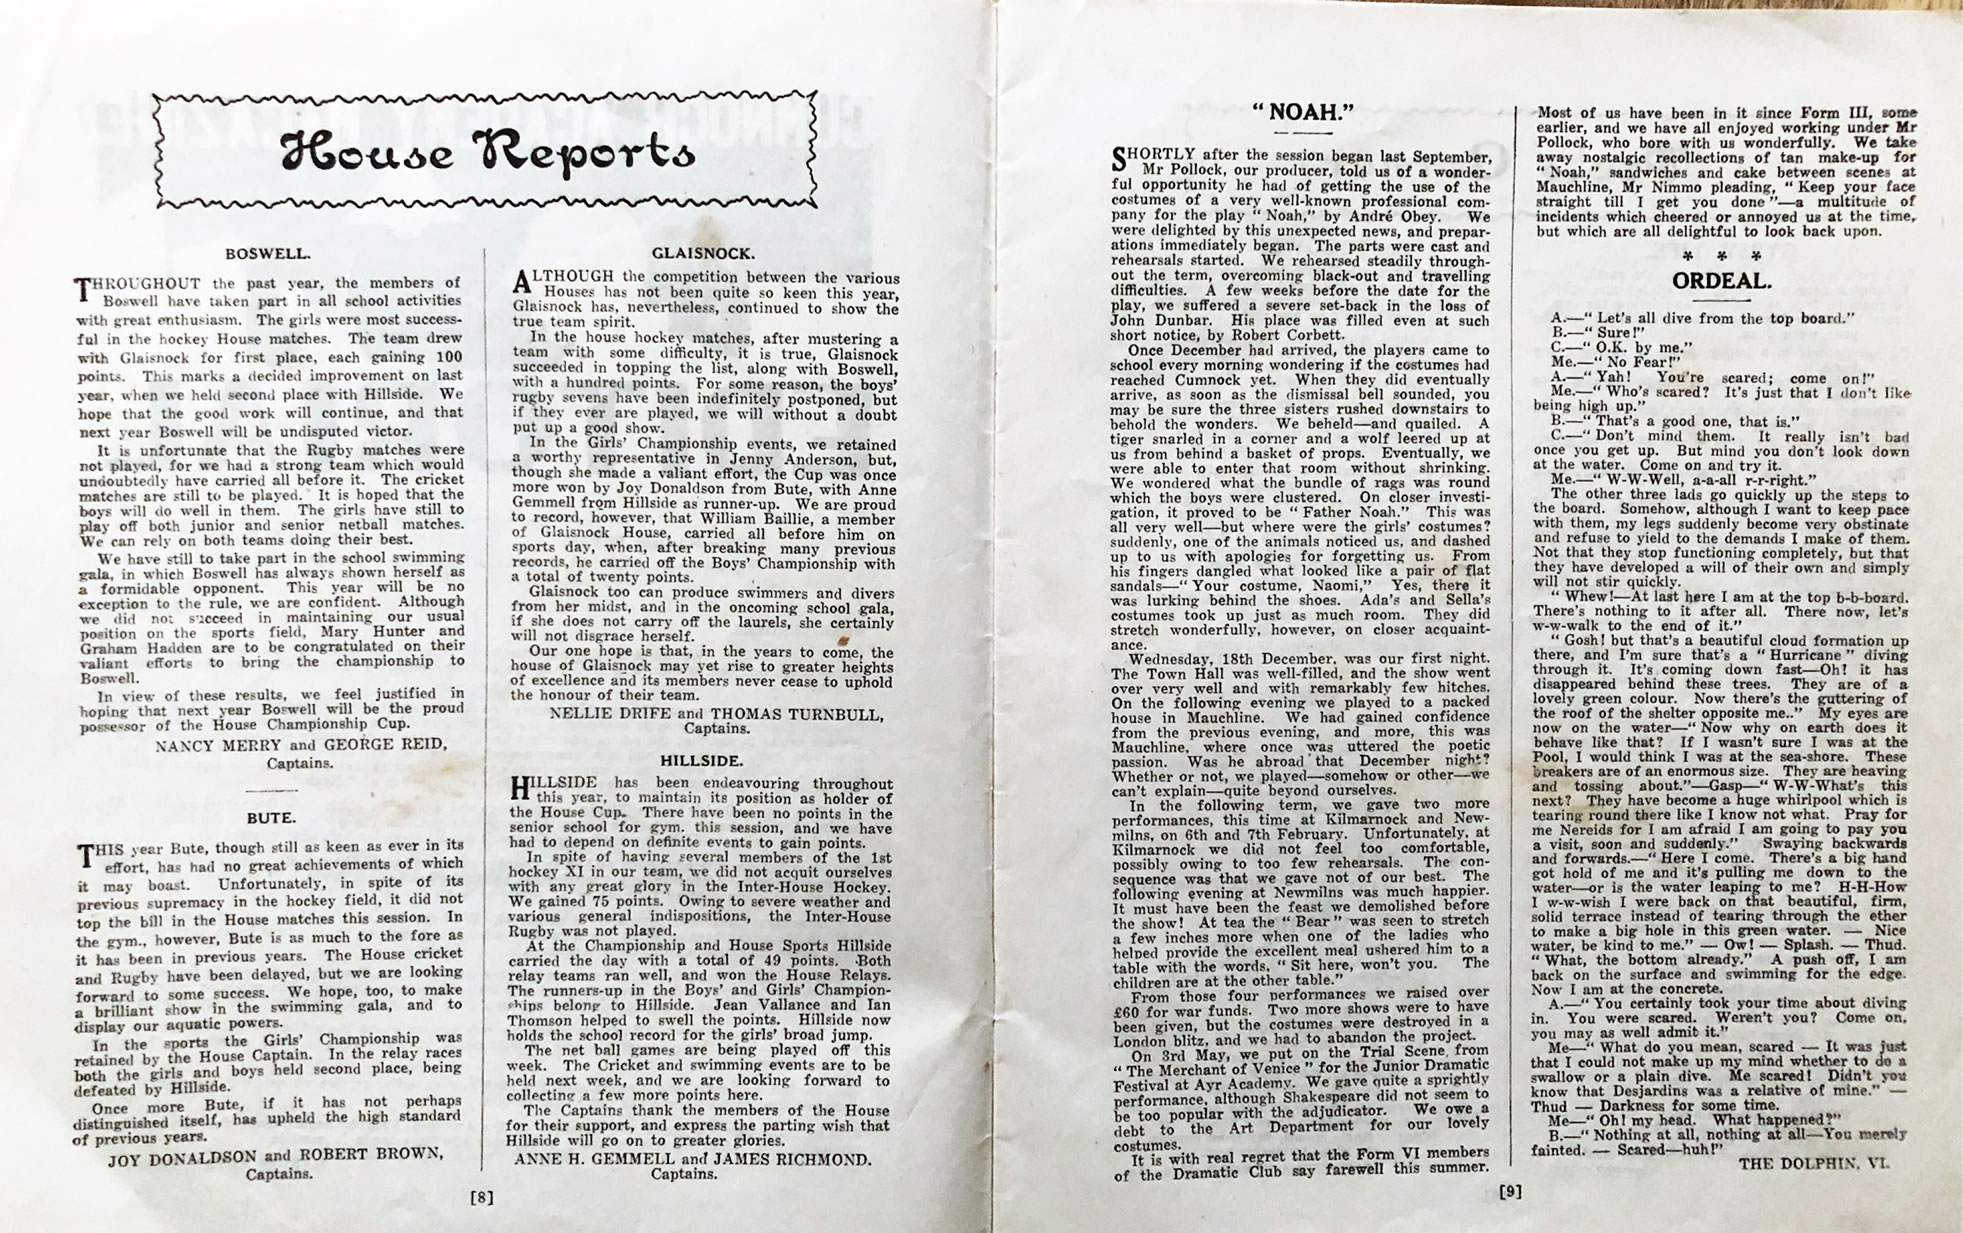 House Reports
BOSWELL.
THROUGHOUT the past year, the members of
Boswell have taken part in all school activities
with great enthusiasm. The girls were most success-
ful in the hockey House matches. The team drew
with Glaisnock for first place, each gaining 100
points. This marks a decided improvement on last
year, when we held second place with Hillside. We
hope that the good work will continue, and that
next year Boswell will be undisputed victor.
It is unfortunate that the Rugby matches were
not played, for we had a strong team which would
undoubtedly have carried all before it. The cricket
matches are still to be played. It is hoped that the
boys will do well in them. The girls have still to
play off both junior and senior netball matches.
We can rely on both teams doing their best.
We have still to take part in the school swimming
gala, in which Boswell has always shown herself as
a formidable opponent. This year will be no
exception to the rule, we are confident. Although
we did not succeed in maintaining our usual
position on the sports field, Mary Hunter and
Graham Hadden are to be congratulated on their
valiant efforts to bring the championship to
Boswell.
In view of these results, we feel justified in
hoping that next year Boswell will be the proud
possessor of the House Championship Cup.
NANCY MERRY and GEORGE REID,
Captains.
BUTE.
THIS year Bute, though still as keen as ever in its
effort, has had no great achievements of which
it may boast. Unfortunately, in spite of its
previous supremacy in the hockey field, it did not
top the bill in the House matches this session. In
the gym., however, Bute is as much to the fore as
it has been in previous years. The House cricket
and Rugby have been delayed, but we are looking
forward to some success. We hope, too, to make
a brilliant show in the swimming gala, and to
display our aquatic powers.
In the sports the Girls' Championship was
retained by the House Captain. In the relay races
both the girls and boys held second place, being
defeated by Hillside.
Once more Bute, if it has not perhaps
distinguished itself, has upheld the high standard
of previous years.
JOY DONALDSON and ROBERT BROWN,
Captains.
GLAISNOCK.
ALTHOUGH the competition between the various
Houses has not been quite so keen this year,
Glaisnock has, nevertheless, continued to show the
true team spirit.
In the house hockey matches, after mustering a
team with some difficulty, it is true, Glaisnock
succeeded in topping the list, along with Boswell,
with a hundred points. For some reason, the boys'
rugby sevens have been indefinitely postponed, but
if they ever are played, we will without a doubt
put up a good show.
In the Girls' Championship events, we retained
a worthy representative in Jenny Anderson, but,
though she made a valiant effort, the Cup was once
more won by Joy Donaldson from Bute, with Anne
Gemmell from Hillside as runner-up. We are proud
to record, however, that William Baillie, a member
of Glaisnock House, carried all before him on
sports day, when, after breaking many previous
records, he carried off the Boys' Championship with
a total of twenty points.
Glaisnock too can produce swimmers and divers
from her midst, and in the oncoming school gala,
if she does not carry off the laurels, she certainly
will not disgrace herself.
Our one hope is that, in the years to come, the
house of Glaisnock may yet rise to greater heights
of excellence and its members never cease to uphold
the honour of their team.
NELLIE DRIFE and THOMAS TURNBULL,
Captains.
HILLSIDE.
HILLSIDE has been endeavouring throughout
this year, to maintain its position as holder of
the House Cup. There have been no points in the
senior school for gym. this session, and we have
had to depend on definite events to gain points.
In spite of having several members of the 1st
hockey XI in our team, we did not acquit ourselves
with any great glory in the Inter-House Hockey.
We gained 75 points. Owing to severe weather and
various general indispositions, the Inter-House
Rugby was not played.
At the Championship and House Sports Hillside
carried the day with a total of 49 points. Both
relay teams ran well, and won the House Relays.
The runners-up in the Boys' and Girls' Champion-
ships belong to Hillside. Jean Vallance and Ian
Thomson helped to swell the points. Hillside now
holds the school record for the girls' broad jump.
The net ball games are being played off this
week. The Cricket and swimming events are to be
held next week, and we are looking forward to
collecting a few more points here.
The Captains thank the members of the House
for their support, and express the parting wish that
Hillside will go on to greater glories.
ANNE H. GEMMELL and JAMES RICHMOND.
Captains.
[8]
"NOAH."
SHORTLY after the session began last September,
Mr Pollock, our producer, told us of a wonder-
ful opportunity he had of getting the use of the
costumes of a very well-known professional com-
pany for the play "Noah," by André Obey. We
were delighted by this unexpected news, and prepar-
ations immediately began. The parts were cast and
rehearsals started. We rehearsed steadily through-
out the term, overcoming black-out and travelling
difficulties. A few weeks before the date for the
play, we suffered a severe set-back in the loss of
John Dunbar. His place was filled even at such
short notice, by Robert Corbett.
Once December had arrived, the players came to
school every morning wondering if the costumes had
reached Cumnock yet. When they did eventually
arrive, as soon as the dismissal bell sounded, you
may be sure the three sisters rushed downstairs to
behold the wonders. We beheld—and quailed. A
tiger snarled in a corner and a wolf leered up at
us from behind a basket of props. Eventually, we
were able to enter that room without shrinking.
We wondered what the bundle of rags was round
which the boys were clustered. On closer investi-
gation, it proved to be "Father Noah." This was
all very well—but where were the girls' costumes?
suddenly, one of the animals noticed us, and dashed
up to us with apologies for forgetting us. From
his fingers dangled what looked like a pair of flat
sandals—"Your costume, Naomi," Yes, there it
was lurking behind the shoes. Ada's and Sella's
costumes took up just as much room. They did
stretch wonderfully, however, on closer acquaint-
ance.
Wednesday, 18th December, was our first night.
The Town Hall was well-filled, and the show went
over very well and with remarkably few hitches.
On the following evening we played to a packed
house in Mauchline. We had gained confidence
from the previous evening, and more, this was
Mauchline, where once was uttered the poetic
passion. Was he abroad that December night?
Whether or not, we played—somehow or other—we
can't explain—quite beyond ourselves.
In the following term, we gave two more
performances, this time at Kilmarnock and New-
milns, on 6th and 7th February. Unfortunately, at
Kilmarnock we did not feel too comfortable,
possibly owing to too few rehearsals. The con-
sequence was that we gave not of our best. The
following evening at Newmilns was much happier.
It must have been the feast we demolished before
the show! At tea the "Bear" was seen to stretch
a few inches more when one of the ladies who
helped provide the excellent meal ushered him to a
table with the words, "Sit here, won't you. The
children are at the other table."
From those four performances we raised over
£60 for war funds. Two more shows were to have
been given, but the costumes were destroyed in a
London blitz, and we had to abandon the project.
On 3rd May, we put on the Trial Scene from
"The Merchant of Venice" for the Junior Dramatic
Festival at Ayr Academy. We gave quite a sprightly
performance, although Shakespeare did not seem to
be too popular with the adjudicator. We owe a
debt to the Art Department for our lovely
costumes.
It is with real regret that the Form VI members
of the Dramatic Club say farewell this summer.
Most of us have been in it since Form III, some
earlier, and we have all enjoyed working under Mr
Pollock, who bore with us wonderfully. We take
away nostalgic recollections of tan make-up for
"Noah," sandwiches and cake between scenes at
Mauchline, Mr Nimmo pleading, "Keep your face
straight till I get you done"—a multitude of
incidents which cheered or annoyed us at the time,
but which are all delightful to look back upon.
* * *
ORDEAL.
A.—"Let's all dive from the top board."
B.—"Sure!"
C.—"O.K. by me."
Me.—"No Fear!"
A.—"Yah! You're scared; come on!"
Me.—"Who's scared? It's just that I don't like
being high up."
B.—"That's a good one, that is."
C.—"Don't mind them. It really isn't bad
once you get up. But mind you don't look down
at the water. Come on and try it.
Me.—"W-W-Well, a-a-all r-r-right."
The other three lads go quickly up the steps to
the board. Somehow, although I want to keep pace
with them, my legs suddenly become very obstinate
and refuse to yield to the demands I make of them.
Not that they stop functioning completely, but that
they have developed a will of their own and simply
will not stir quickly.
"Whew!—At last here I am at the top b-b-board.
There's nothing to it after all. There now, let's
w-w-walk to the end of it."
"Gosh! but that's a beautiful cloud formation up
there, and I'm sure that's a "Hurricane" diving
through it. It's coming down fast—Oh! it has
disappeared behind these trees. They are of a
lovely green colour. Now there's the guttering of
the roof of the shelter opposite me.." My eyes are
now on the water—"Now why on earth does it
behave like that? If I wasn't sure I was at the
Pool, I would think I was at the sea-shore. These
breakers are of an enormous size. They are heaving
and tossing about."—Gasp—"W-W-What's this
next? They have become a huge whirlpool which is
tearing round there like I know not what. Pray for
me Nereids for I am afraid I am going to pay you
a visit, soon and suddenly." Swaying backwards
and forwards.—"Here I come. There's a big hand
got hold of me and it's pulling me down to the
water—or is the water leaping to me? H-H-How
I w-w-wish I were back on that beautiful, firm,
solid terrace instead of tearing through the ether
to make a big hole in this green water. — Nice
water, be kind to me." — Ow! — Splash. — Thud.
"What, the bottom already." A push off, I am
back on the surface and swimming for the edge.
Now I am at the concrete.
A.—"You certainly took your time about diving
in. You were scared. Weren't you? Come on,
you may as well admit it."
Me—"What do you mean, scared — It was just
that I could not make up my mind whether to do a
swallow or a plain dive. Me scared! Didn't you
know that Desjardins was a relative of mine." —
Thud — Darkness for some time.
Me—"Oh! my head. What happened?"
B.—"Nothing at all, nothing at all—You merely
fainted. — Scared—huh!"
THE DOLPHIN, VI.
[9]